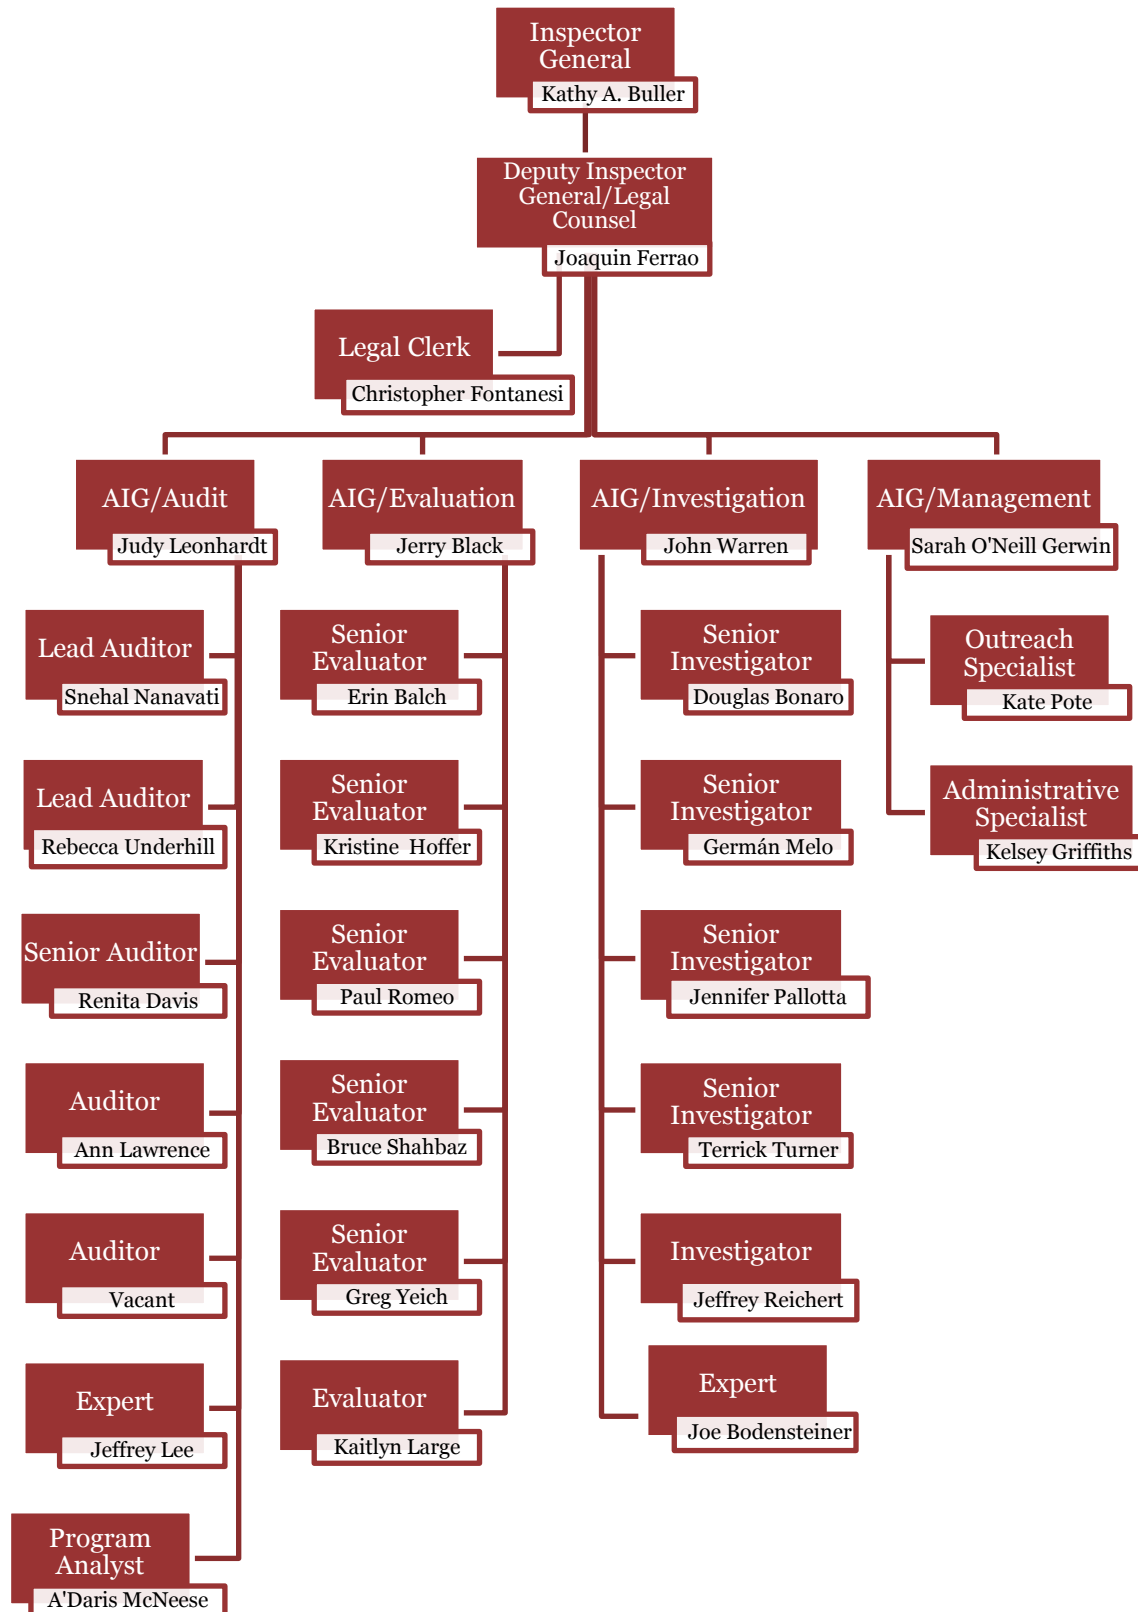 Inspector
General
Kathy A. Buller
Deputy Inspector
General/Legal
Counsel
Joaquin Ferrao
Legal Clerk
Christopher Fontanesi
AIG/Audit
Judy Leonhardt
Lead Auditor
Snehal Nanavati
Lead Auditor
Rebecca Underhill
Senior Auditor
Renita Davis
Auditor
Ann Lawrence
Auditor
Vacant
Expert
Jeffrey Lee
Program
Analyst
A'Daris McNeese
AIG/Evaluation
Jerry Black
Senior
Evaluator
Erin Balch
Senior
Evaluator
Kristine  Hoffer
Senior
Evaluator
Paul Romeo
Senior
Evaluator
Bruce Shahbaz
Senior
Evaluator
Greg Yeich
Evaluator
Kaitlyn Large
AIG/Investigation
John Warren
Senior
Investigator
Douglas Bonaro
Senior
Investigator
Germán Melo
Senior
Investigator
Jennifer Pallotta
Senior
Investigator
Terrick Turner
Investigator
Jeffrey Reichert
Expert
Joe Bodensteiner
AIG/Management
Sarah O'Neill Gerwin
Outreach
Specialist
Kate Pote
Administrative
Specialist
Kelsey Griffiths